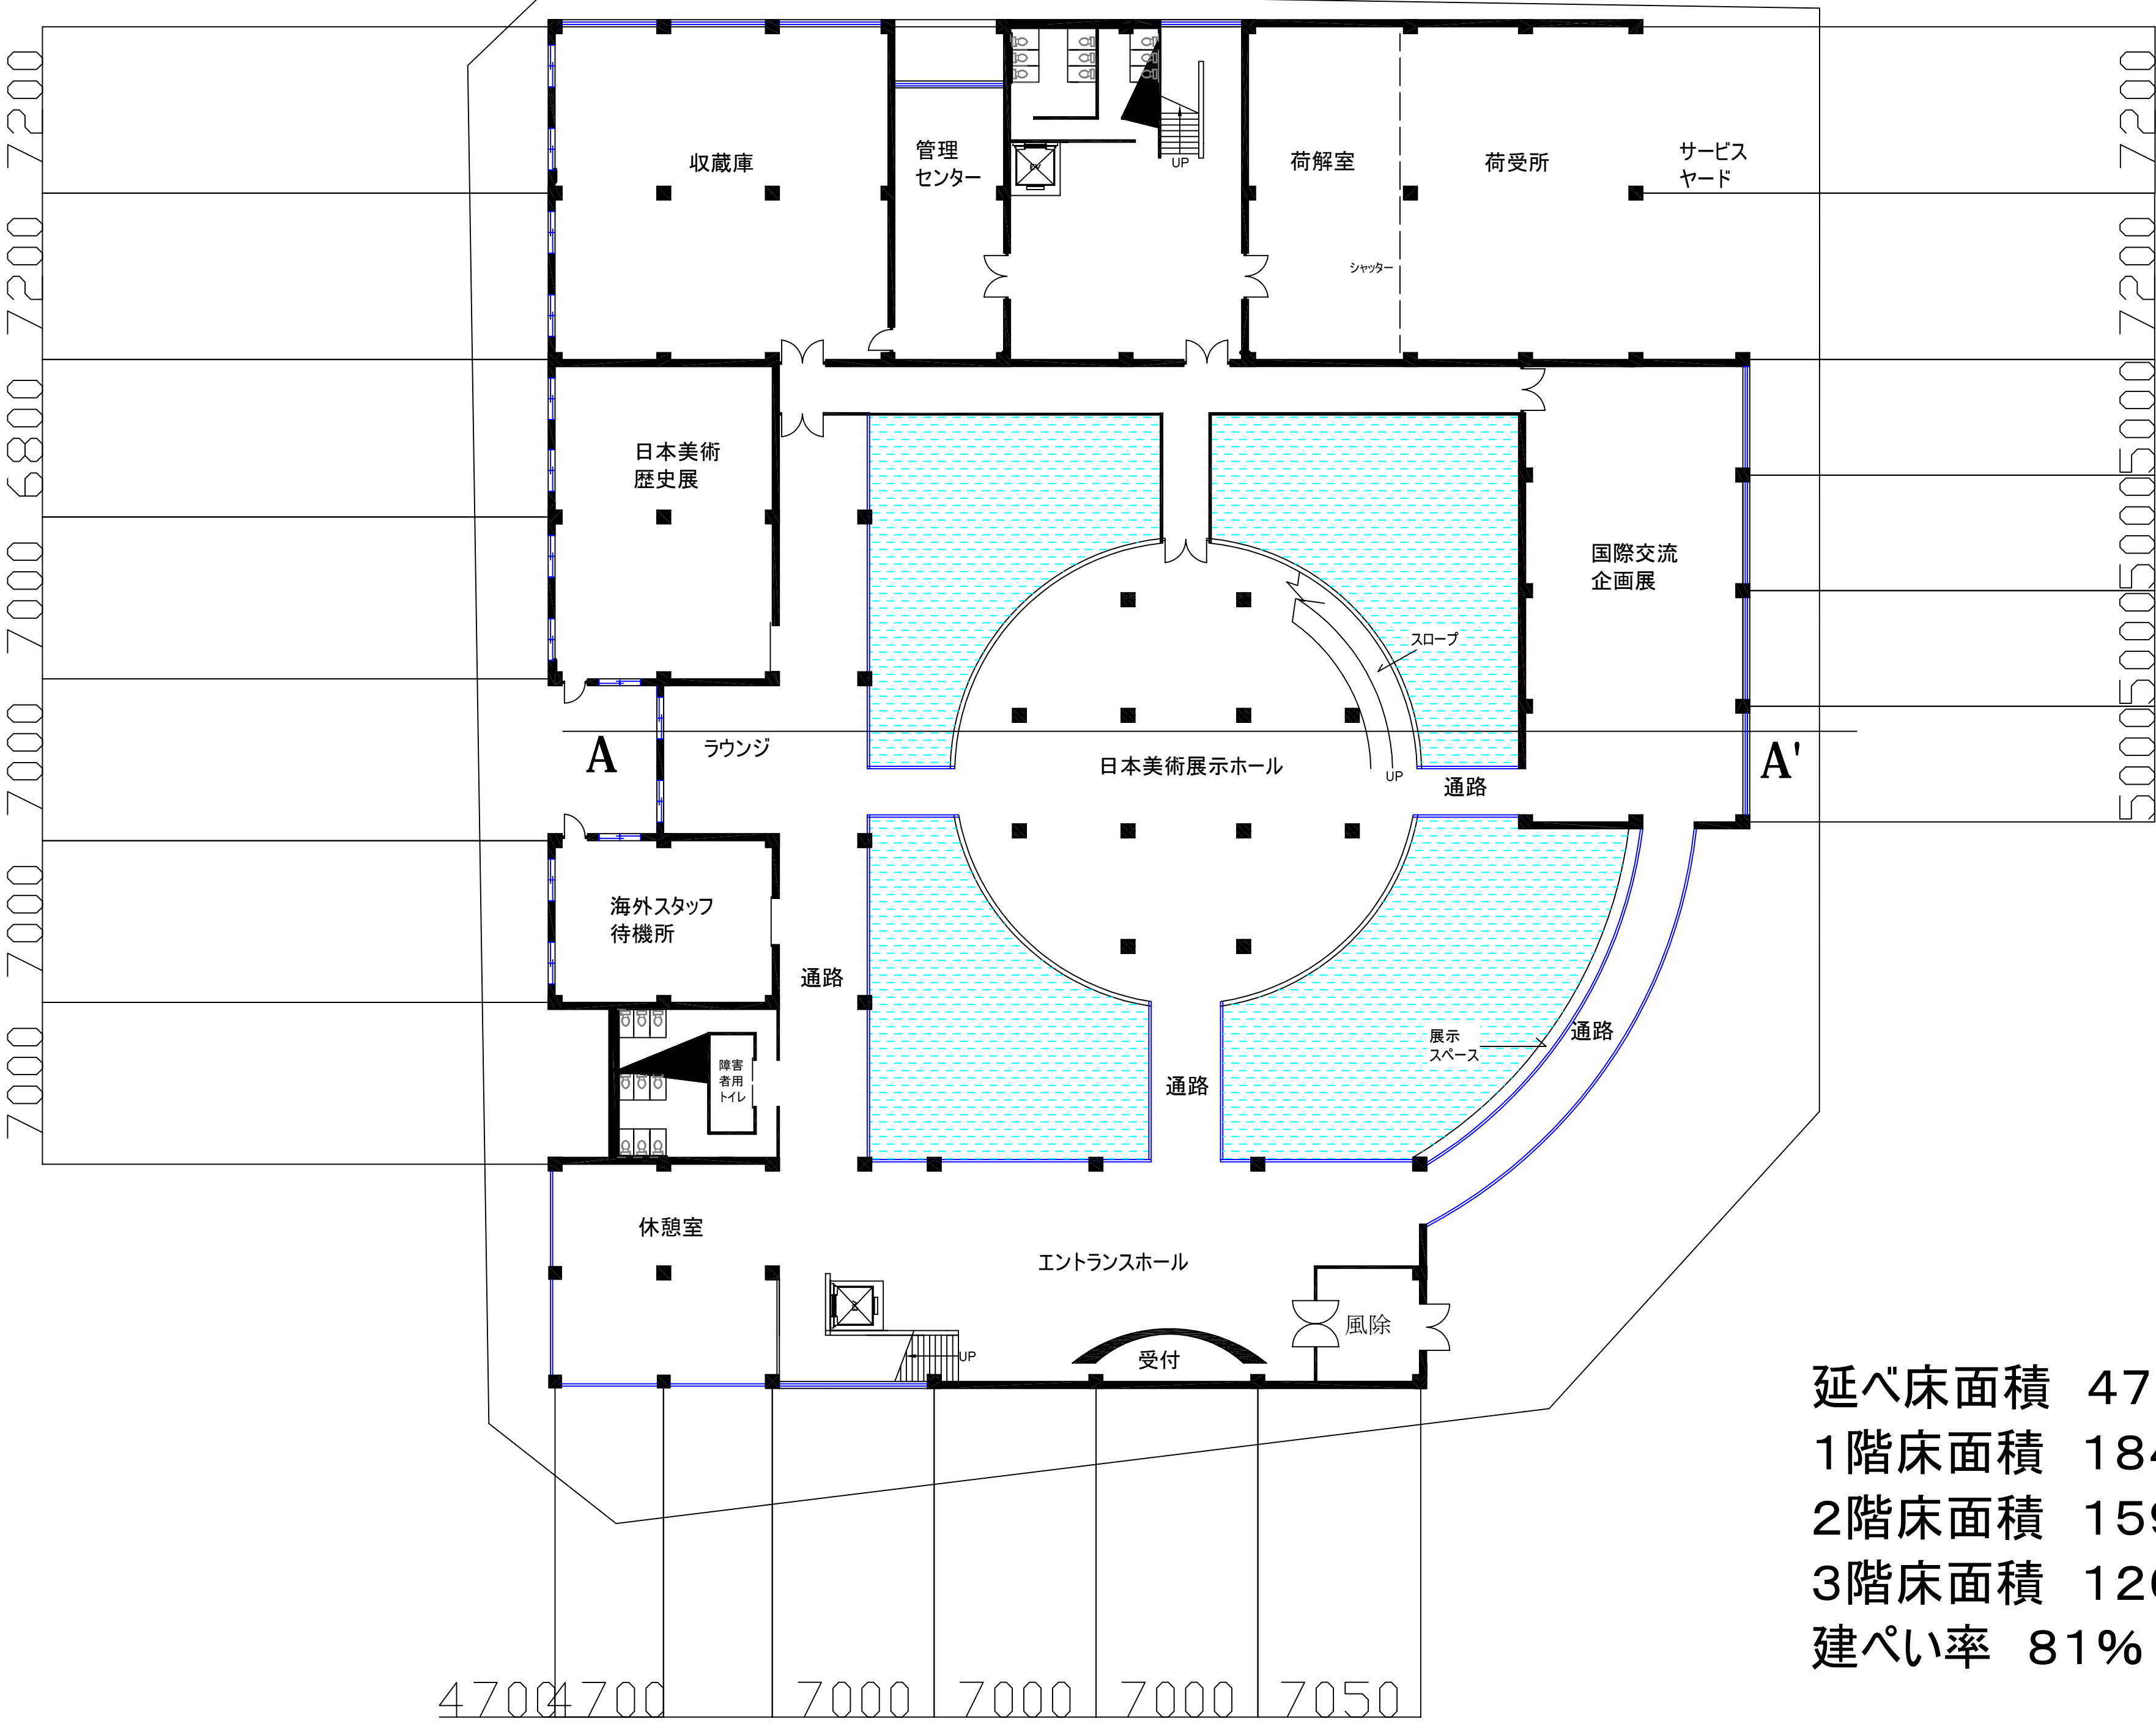 7200
7200
6800
7000
7000
7000
7000
7200
7200
5000
5000
5000
5000
収蔵庫
管理
センター
UP
荷解室
荷受所
サービス
ヤード
シャッター
日本美術
歴史展
国際交流
企画展
スロープ
A
ラウンジ
日本美術展示ホール
UP
通路
A'
海外スタッフ
待機所
通路
展示
スペース
通路
障害
者用
トイレ
通路
休憩室
エントランスホール
風除
受付
UP
延べ床面積 47
1階床面積 184
2階床面積 159
3階床面積 120
建ぺい率 81%
4700
4700
7000
7000
7000
7050